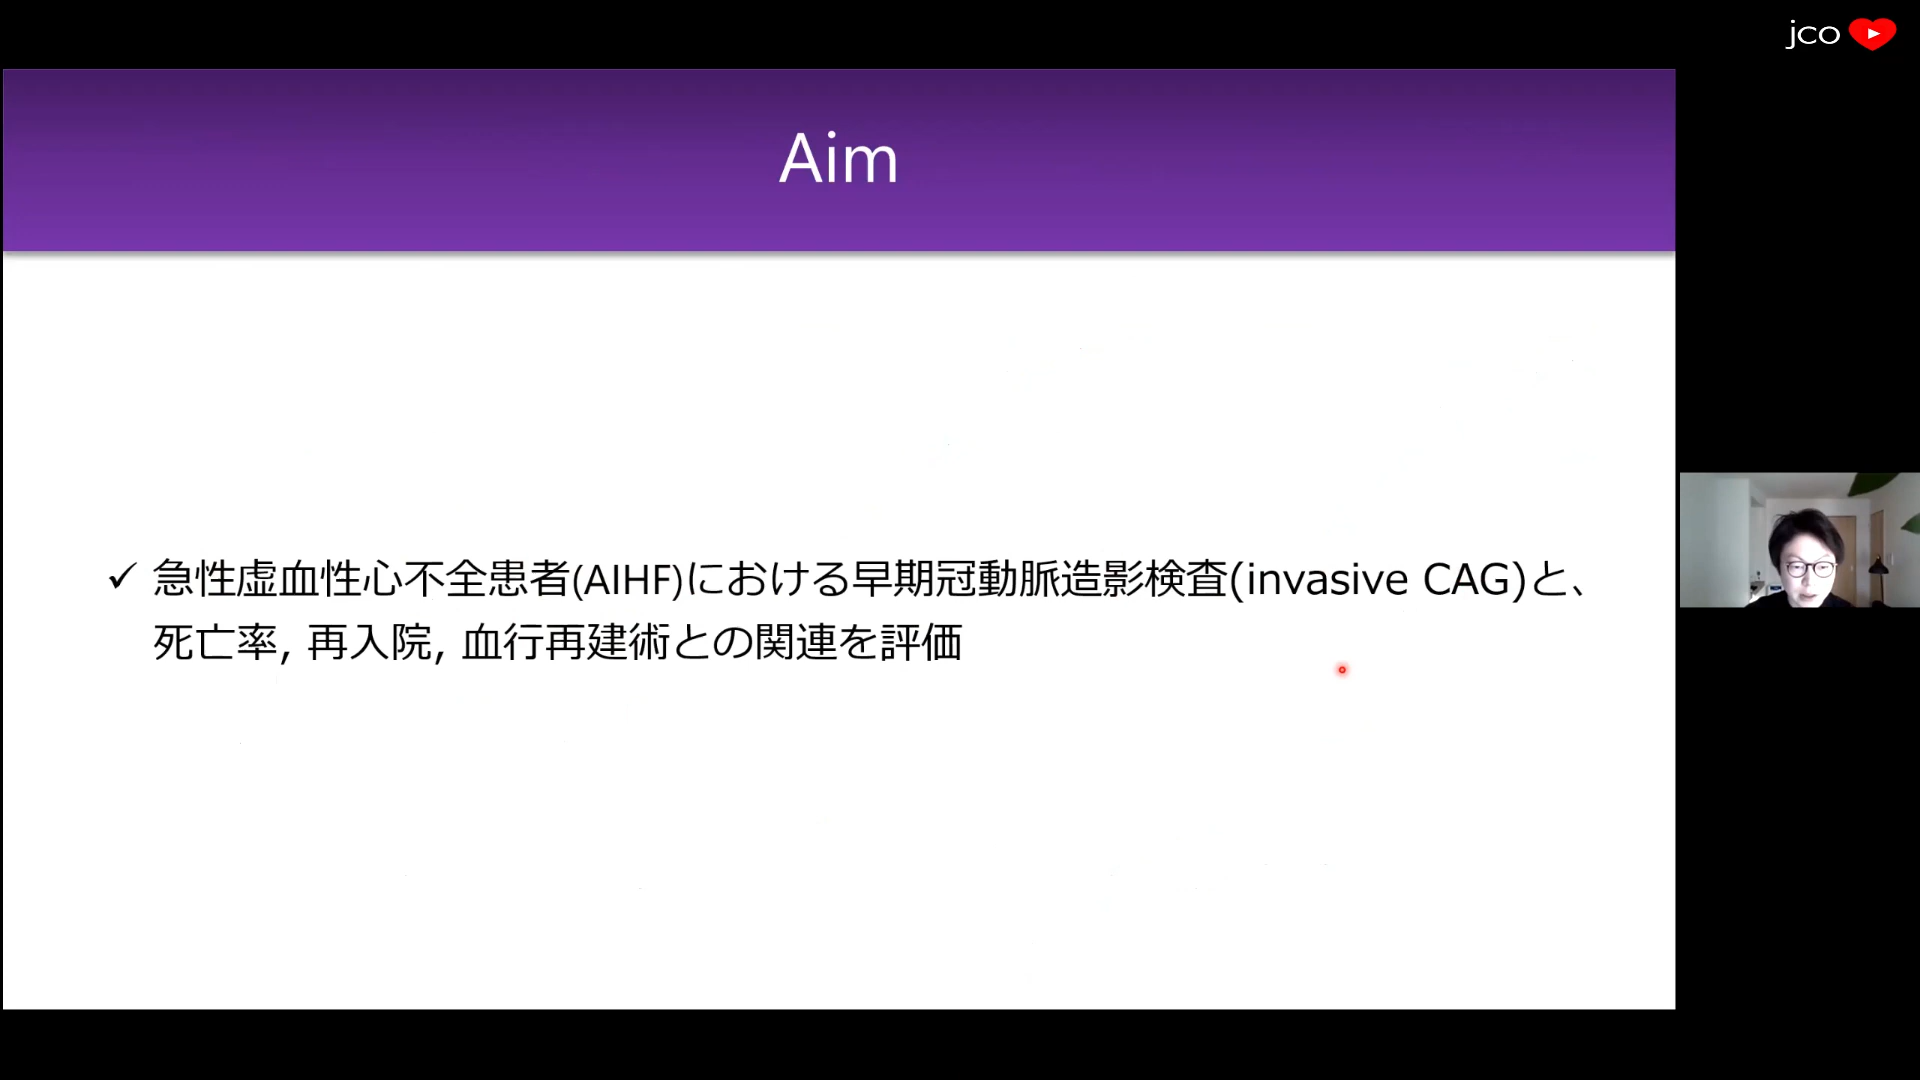 jco
Aim
✓ 急性虚血性心不全患者(AIHF)における早期冠動脈造影検査(invasive CAG)と、
死亡率, 再入院, 血行再建術との関連を評価